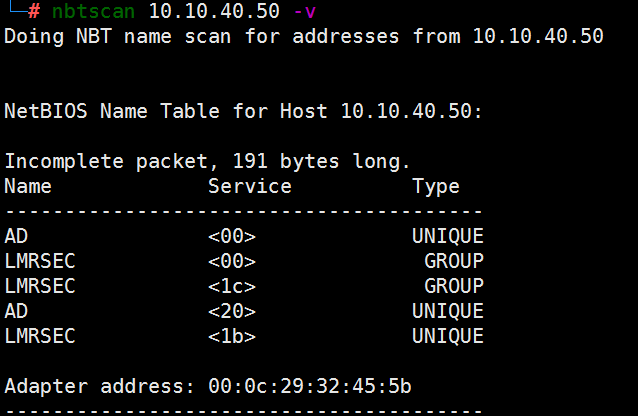 └─# nbtscan 10.10.40.50 -v
Doing NBT name scan for addresses from 10.10.40.50
NetBIOS Name Table for Host 10.10.40.50:
Incomplete packet, 191 bytes long.
Name             Service          Type
----------------------------------------
AD               <00>             UNIQUE
LMRSEC           <00>              GROUP
LMRSEC           <1c>              GROUP
AD               <20>             UNIQUE
LMRSEC           <1b>             UNIQUE
Adapter address: 00:0c:29:32:45:5b
----------------------------------------